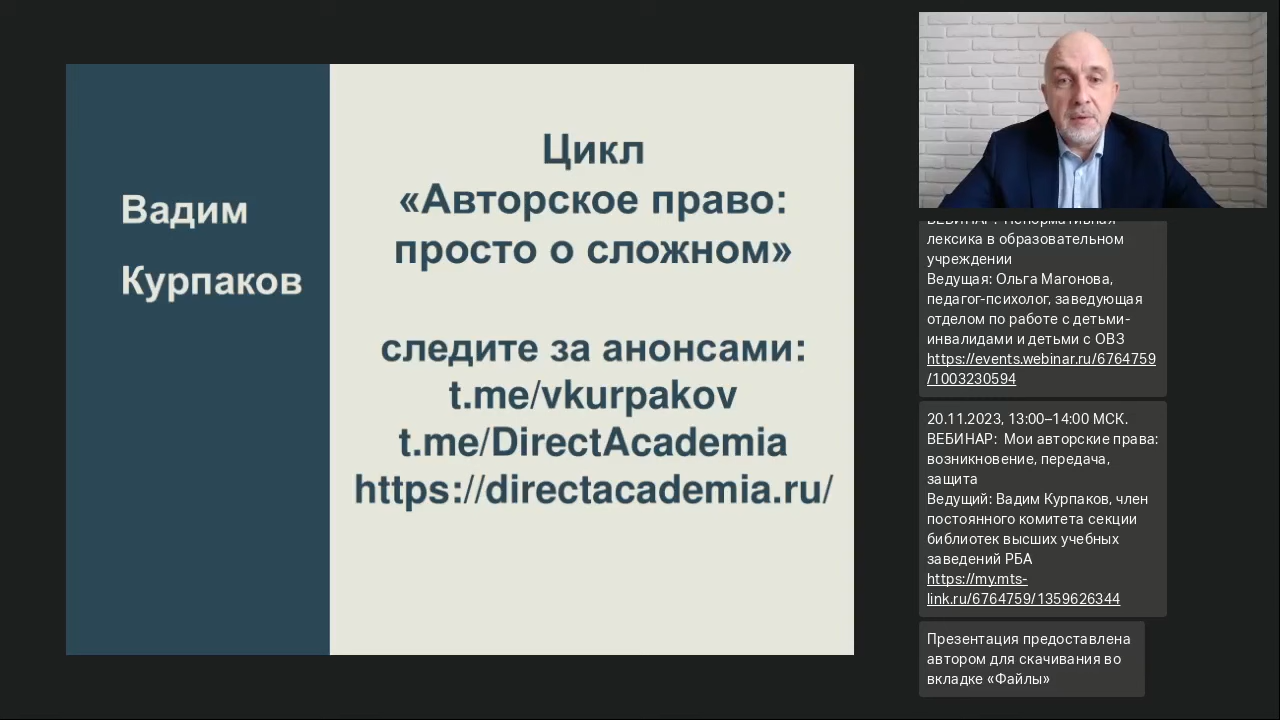 Вадим
Курпаков
Цикл
«Авторское право:
просто о сложном»
следите за анонсами:
t.me/vkurpakov
t.me/DirectAcademia
https://directacademia.ru/
ВЕБИНАР: Ненормативная
лексика в образовательном
учреждении
Ведущая: Ольга Магонова,
педагог-психолог, заведующая
отделом по работе с детьми-
инвалидами и детьми с ОВЗ
https://events.webinar.ru/6764759
/1003230594
20.11.2023, 13:00–14:00 МСК.
ВЕБИНАР: Мои авторские права:
возникновение, передача,
защита
Ведущий: Вадим Курпаков, член
постоянного комитета секции
библиотек высших учебных
заведений РБА
https://my.mts-
link.ru/6764759/1359626344
Презентация предоставлена
автором для скачивания во
вкладке «Файлы»